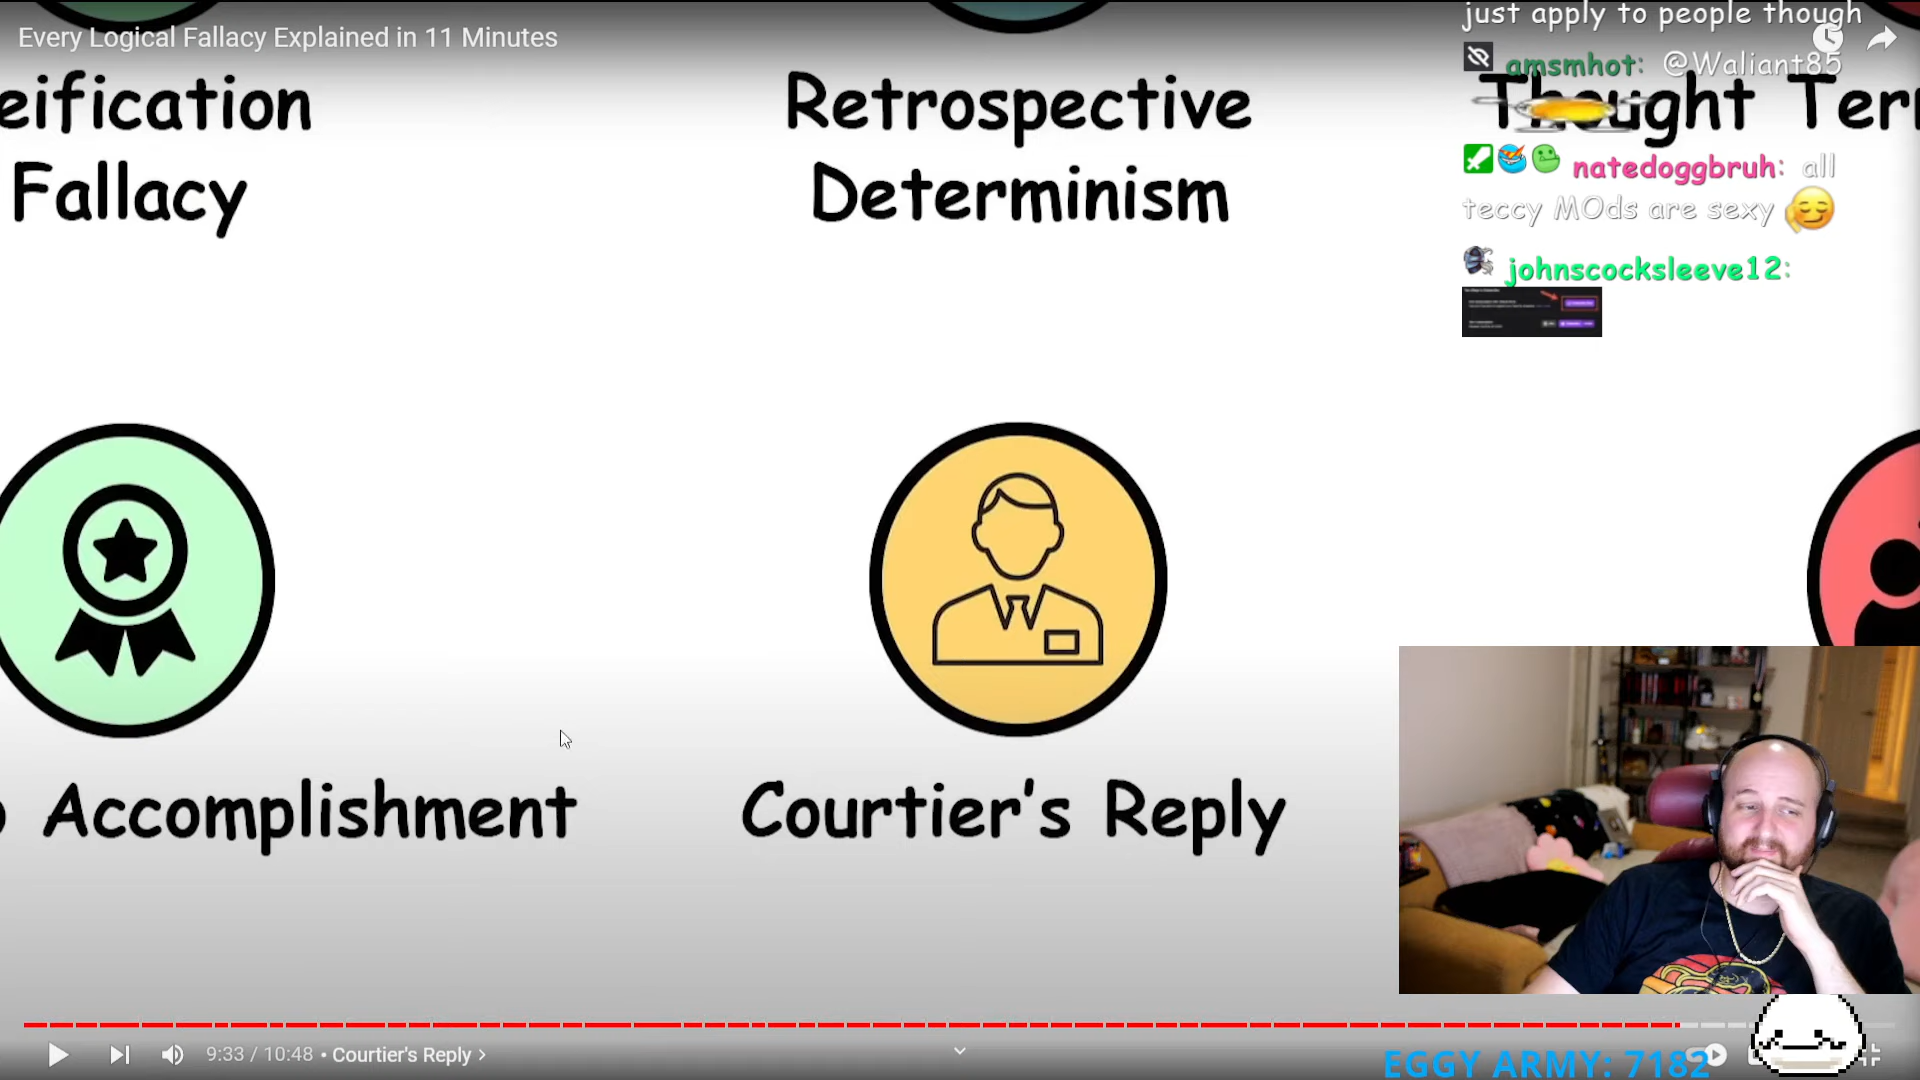 Every Logical Fallacy Explained in 11 Minutes
eification
Fallacy
Retrospective
Determinism
Thought Ter
just apply to people though
amsmhot: @Waliant85
natedoggbruh: all
teccy MOds are sexy
johnscocksleeve12:
Accomplishment
Courtier's Reply
9:33 / 10:48 • Courtier's Reply >
EGGY ARMY: 7182